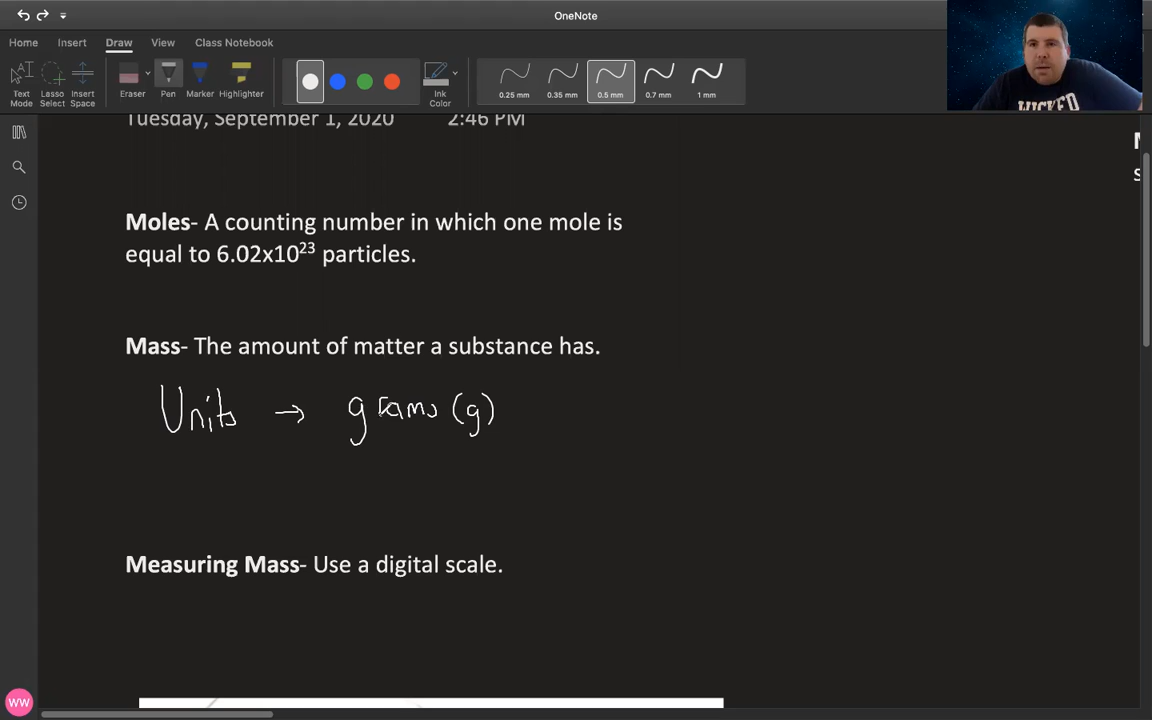 OneNote
Home Insert Draw View Class Notebook
Text Mode Lasso Select Insert Space Eraser Pen Marker Highlighter Ink Color 0.25 mm 0.35 mm 0.5 mm 0.7 mm 1 mm
WICKED
Tuesday, September 1, 2020 2:46 PM
Moles- A counting number in which one mole is
equal to 6.02x10²³ particles.
Mass- The amount of matter a substance has.
Units → grams (g)
Measuring Mass- Use a digital scale.
WW